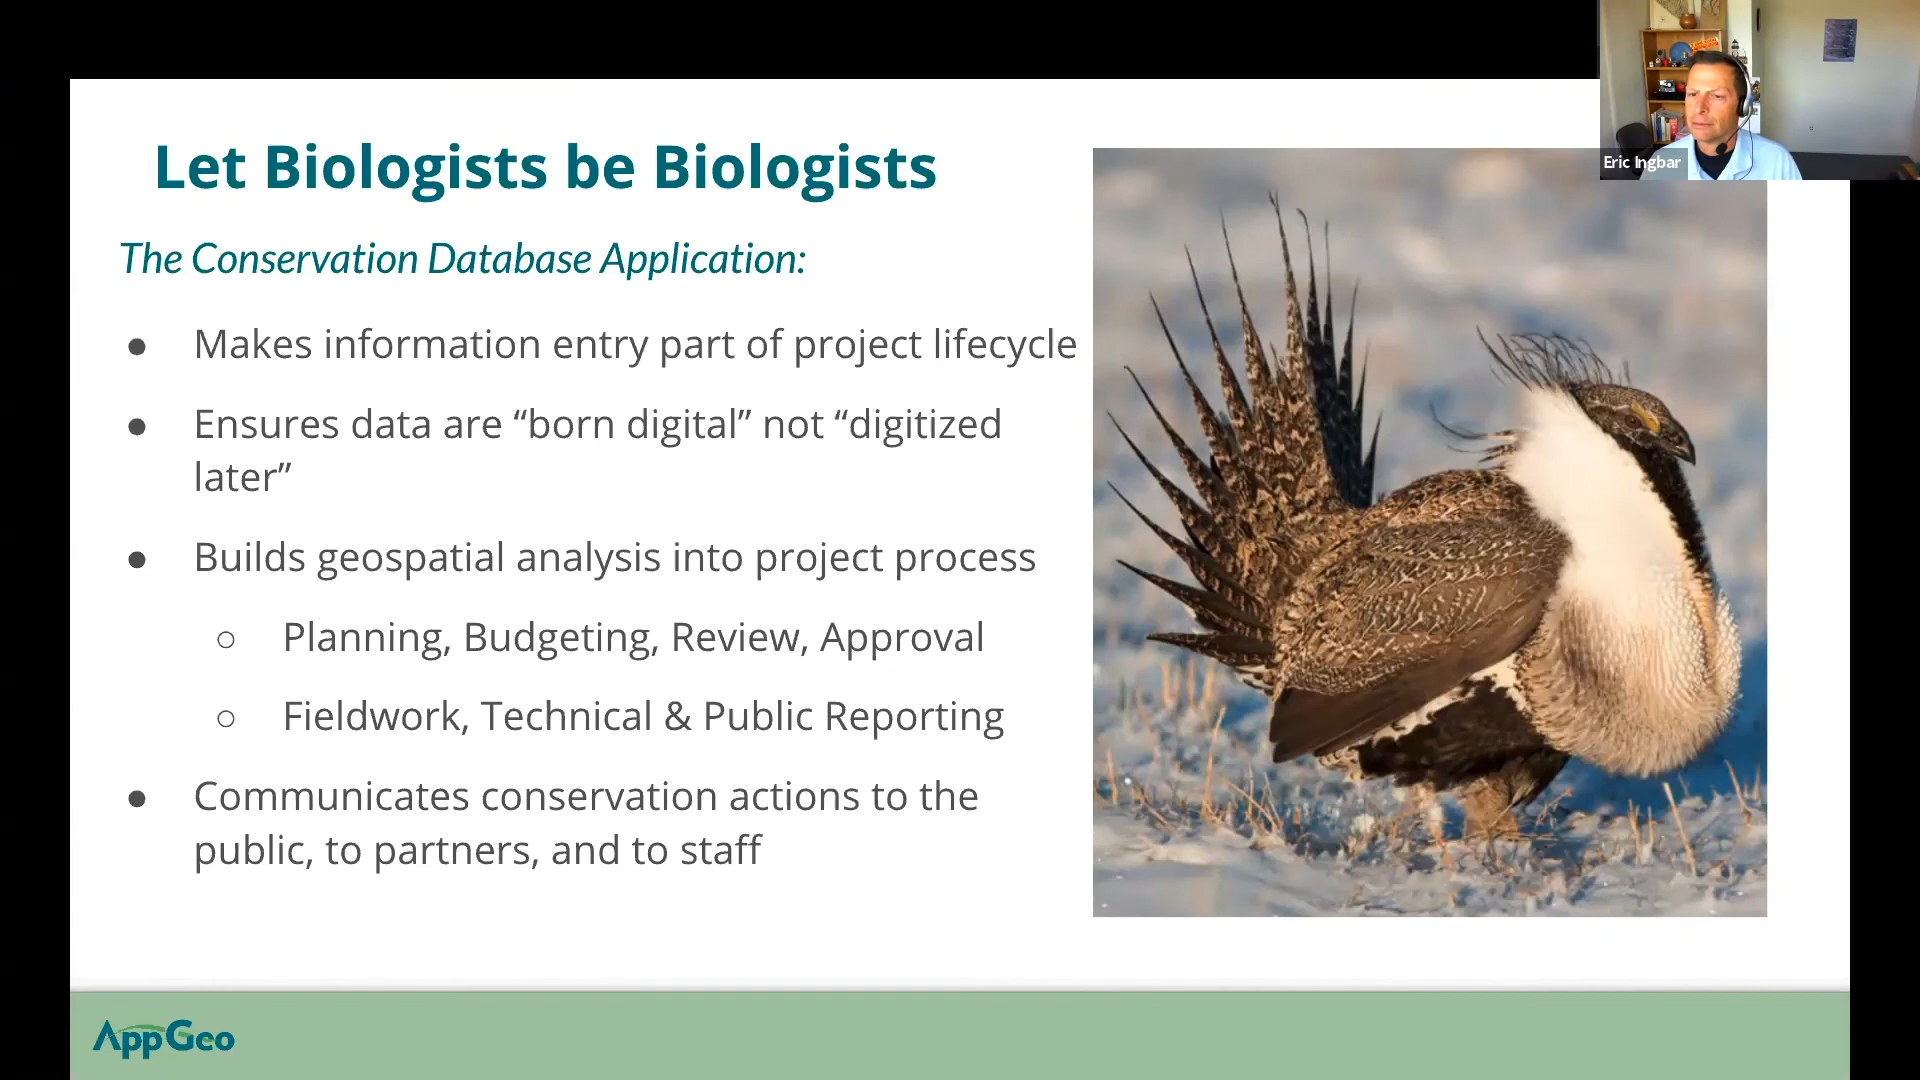 Let Biologists be Biologists
The Conservation Database Application:
● Makes information entry part of project lifecycle
● Ensures data are “born digital” not “digitized
later”
● Builds geospatial analysis into project process
○ Planning, Budgeting, Review, Approval
○ Fieldwork, Technical & Public Reporting
● Communicates conservation actions to the
public, to partners, and to staff
Eric Ingbar
AppGeo